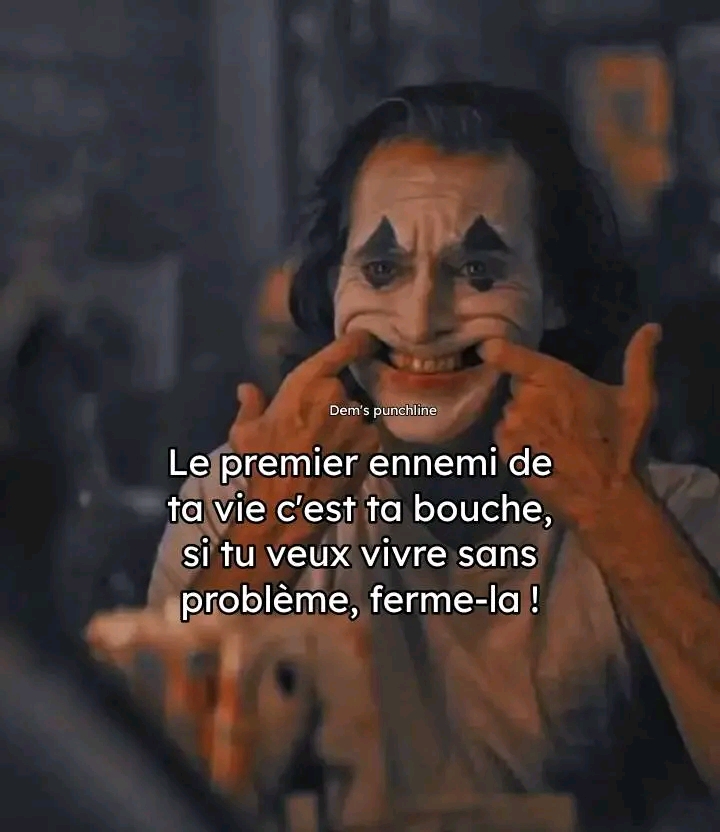 Dem's punchline
Le premier ennemi de
ta vie c'est ta bouche,
si tu veux vivre sans
problème, ferme-la !